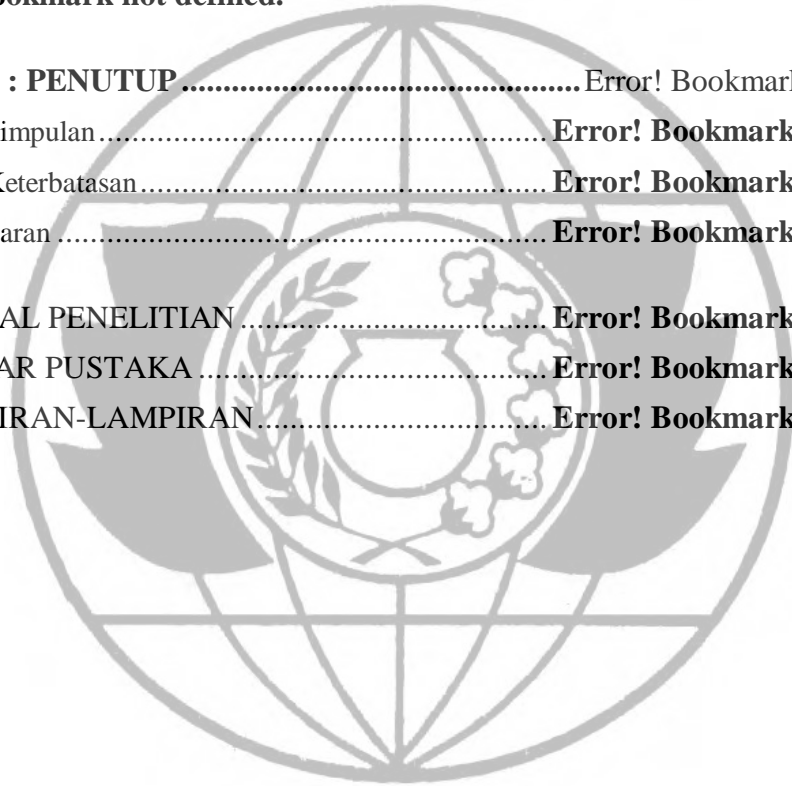 Bookmark not defined.
: PENUTUP............................................... Error! Bookmark
impulan.................................................. Error! Bookmark
Keterbatasan............................................. Error! Bookmark
aran ..................................................... Error! Bookmark
AL PENELITIAN.................................. Error! Bookmark
AR PUSTAKA ...................................... Error! Bookmark
IRAN-LAMPIRAN................................ Error! Bookmark